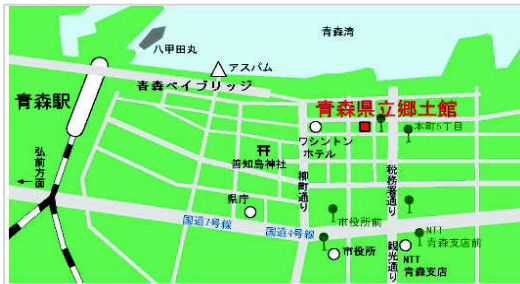 青森湾
八甲田丸
アスパム
青森ベイブリッジ
青森駅
青森県立郷土館
本町5丁目
ワシントン
ホテル
善知鳥神社
弘前方面
柳町通り
税務署通り
県庁
市役所前
国道7号線
国道4号線
市役所
観光通り
NTT
青森支店前
NTT
青森支店